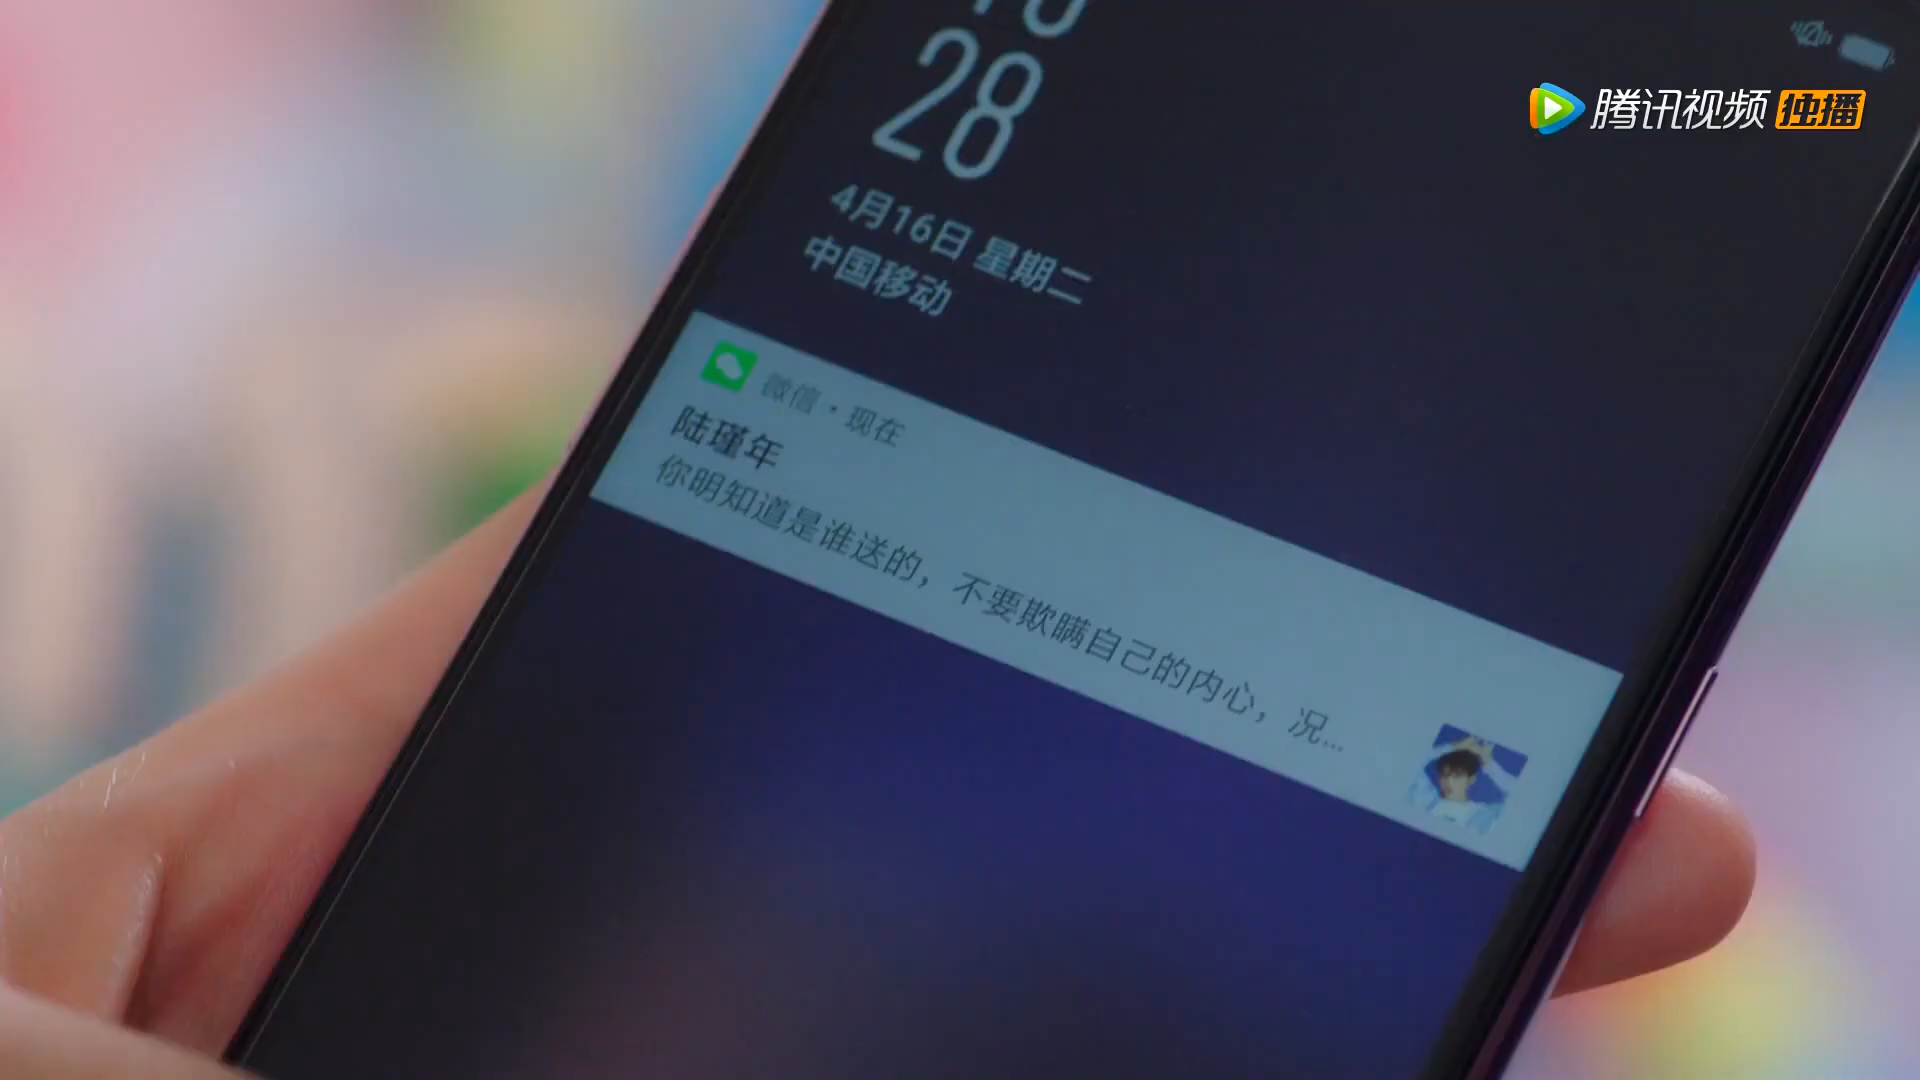 28
4月16日 星期二
中国移动
腾讯视频 独播
微信 · 现在
陆瑾年
你明知道是谁送的，不要欺瞒自己的内心，况...